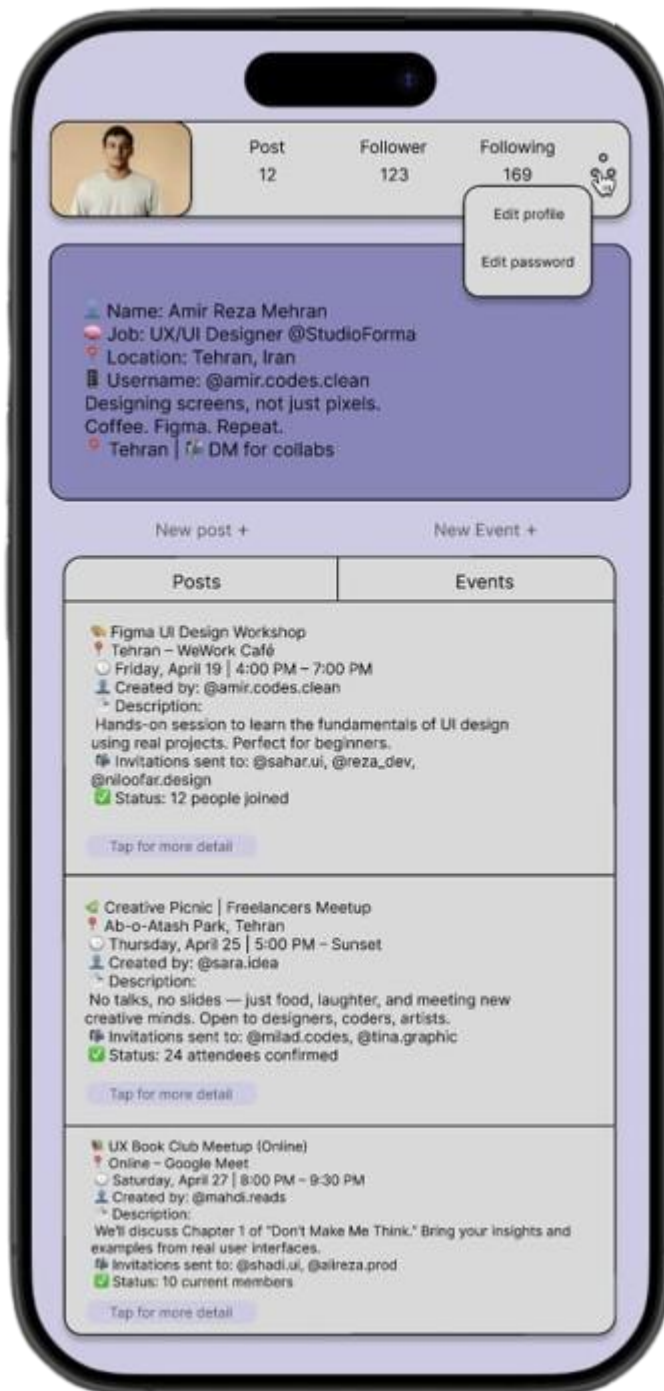 Post Follower Following
12 123 169
Edit profile
Edit password
Name: Amir Reza Mehran
Job: UX/UI Designer @StudioForma
Location: Tehran, Iran
Username: @amir.codes.clean
Designing screens, not just pixels.
Coffee. Figma. Repeat.
Tehran | DM for collabs
New post + New Event +
Posts Events
Figma UI Design Workshop
Tehran – WeWork Café
Friday, April 19 | 4:00 PM – 7:00 PM
Created by: @amir.codes.clean
Description:
Hands-on session to learn the fundamentals of UI design
using real projects. Perfect for beginners.
Invitations sent to: @sahar.ui, @reza_dev,
@niloofar.design
Status: 12 people joined
Tap for more detail
Creative Picnic | Freelancers Meetup
Ab-o-Atash Park, Tehran
Thursday, April 25 | 5:00 PM – Sunset
Created by: @sara.idea
Description:
No talks, no slides — just food, laughter, and meeting new
creative minds. Open to designers, coders, artists.
Invitations sent to: @milad.codes, @tina.graphic
Status: 24 attendees confirmed
Tap for more detail
UX Book Club Meetup (Online)
Online – Google Meet
Saturday, April 27 | 8:00 PM – 9:30 PM
Created by: @mahdi.reads
Description:
We'll discuss Chapter 1 of "Don't Make Me Think." Bring your insights and
examples from real user interfaces.
Invitations sent to: @shadi.ui, @alireza.prod
Status: 10 current members
Tap for more detail